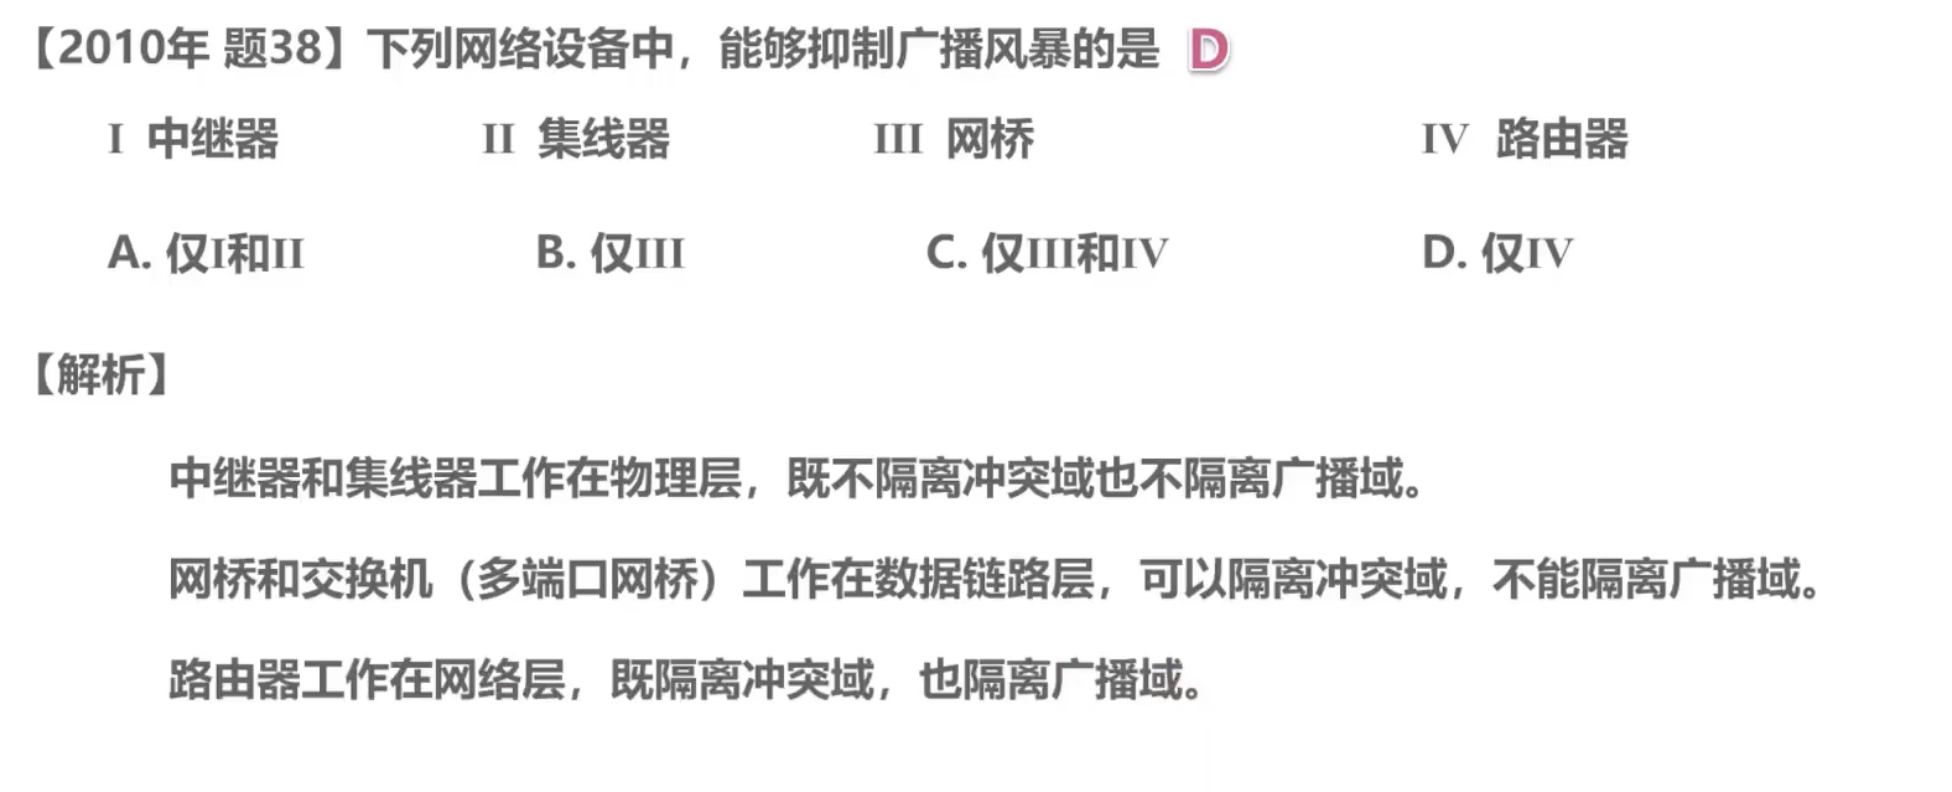 【2010年 题38】下列网络设备中，能够抑制广播风暴的是 D
I 中继器 II 集线器 III 网桥 IV 路由器
A. 仅I和II B. 仅III C. 仅III和IV D. 仅IV
【解析】
中继器和集线器工作在物理层，既不隔离冲突域也不隔离广播域。
网桥和交换机（多端口网桥）工作在数据链路层，可以隔离冲突域，不能隔离广播域。
路由器工作在网络层，既隔离冲突域，也隔离广播域。